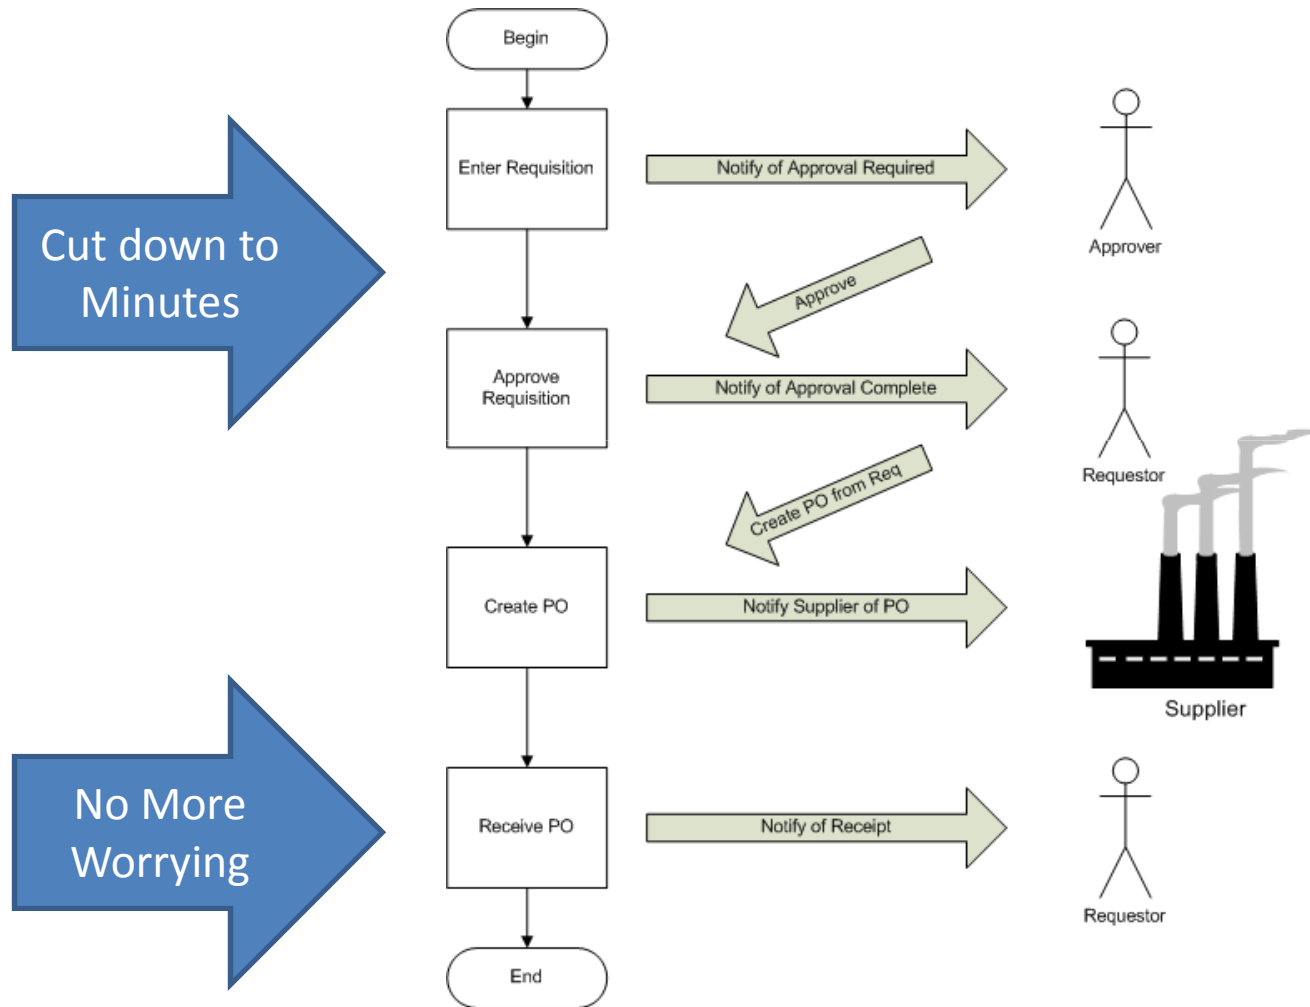 Begin
Enter Requisition
Notify of Approval Required
Approver
Cut down to
Minutes
Approve
Approve
Requisition
Notify of Approval Complete
Requestor
Create PO from Req
Create PO
Notify Supplier of PO
Supplier
No More
Worrying
Receive PO
Notify of Receipt
Requestor
End